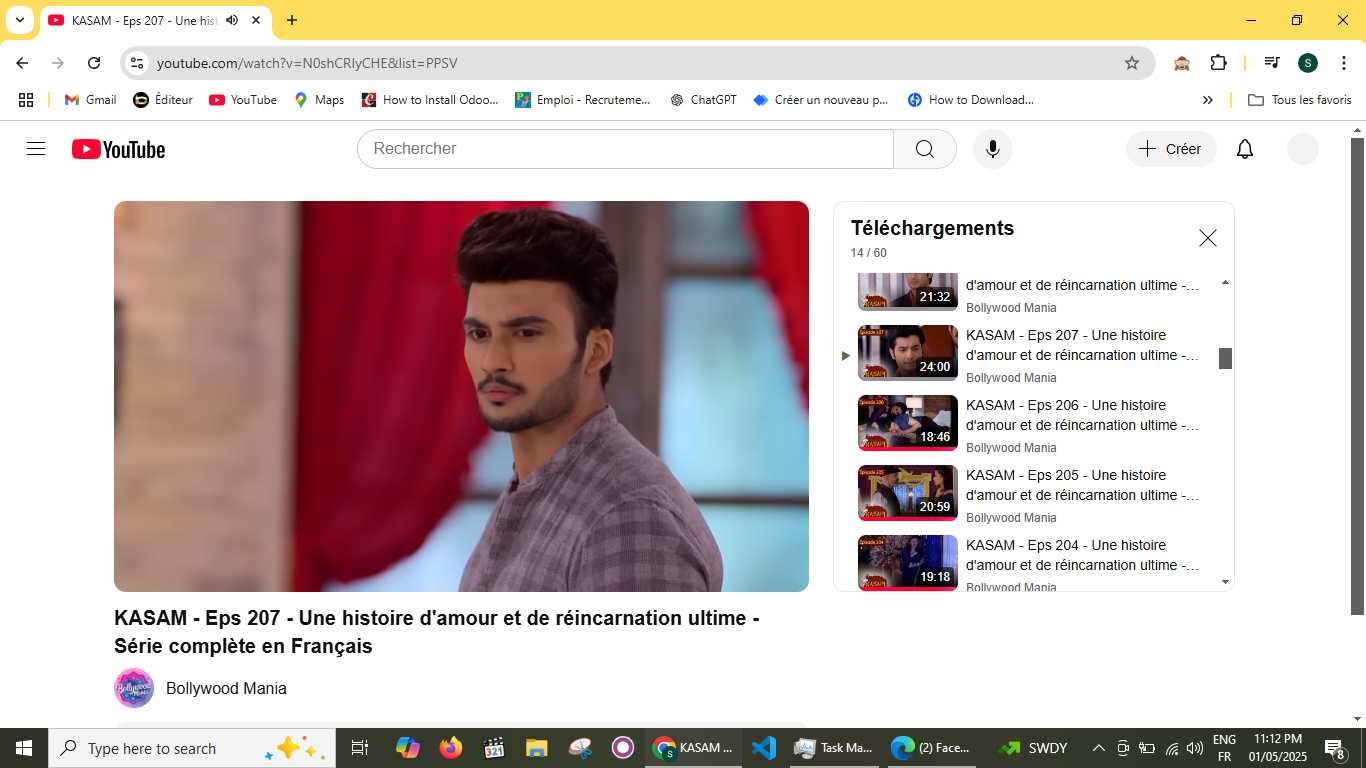 KASAM - Eps 207 - Une hist
youtube.com/watch?v=N0shCRlyCHE&list=PPSV
S
Gmail
Éditeur
YouTube
Maps
How to Install Odoo...
Emploi - Recruteme...
ChatGPT
Créer un nouveau p...
How to Download...
Tous les favoris
YouTube
Rechercher
Créer
Téléchargements
14 / 60
21:32
d'amour et de réincarnation ultime -...
Bollywood Mania
24:00
KASAM - Eps 207 - Une histoire
d'amour et de réincarnation ultime -...
Bollywood Mania
18:46
KASAM - Eps 206 - Une histoire
d'amour et de réincarnation ultime -...
Bollywood Mania
20:59
KASAM - Eps 205 - Une histoire
d'amour et de réincarnation ultime -...
Bollywood Mania
19:18
KASAM - Eps 204 - Une histoire
d'amour et de réincarnation ultime -...
Bollywood Mania
KASAM - Eps 207 - Une histoire d'amour et de réincarnation ultime -
Série complète en Français
Bollywood Mania
Type here to search
KASAM ...
Task Ma...
(2) Face...
SWDY
ENG
FR
11:12 PM
01/05/2025
8